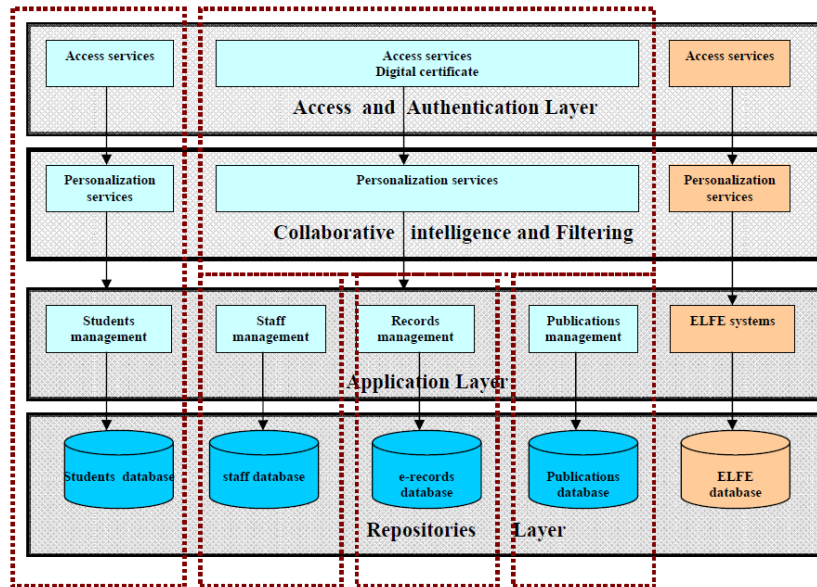 Access services
Access services
Digital certificate
Access services
Access and Authentication Layer
Personalization
services
Personalization services
Personalization
services
Collaborative intelligence and Filtering
Students
management
Staff
management
Records
management
Publications
management
ELFE systems
Application Layer
Students database
staff database
e-records
database
Publications
database
ELFE
database
Repositories Layer